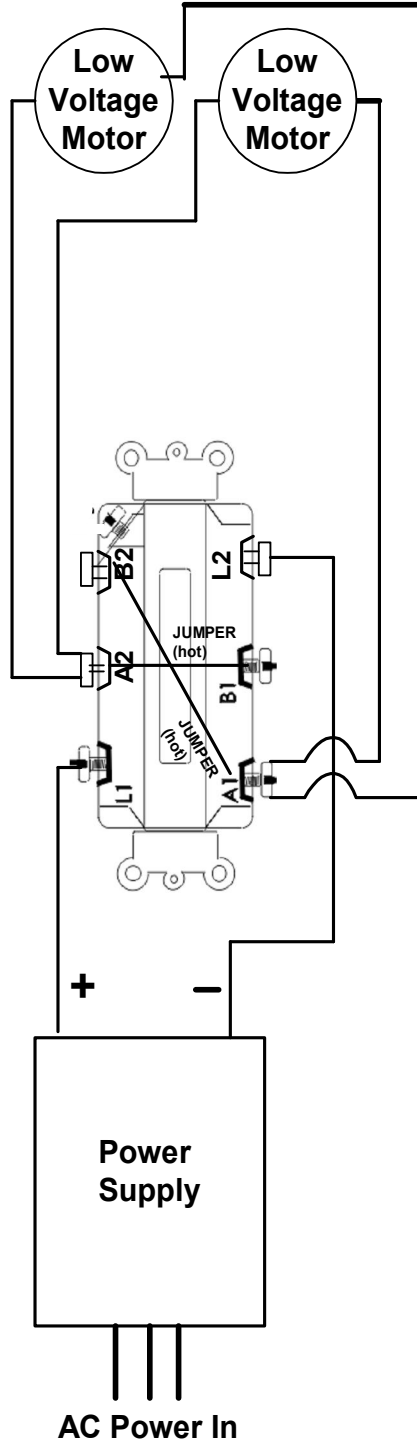 Low
Voltage
Motor
Low
Voltage
Motor
B2
L2
JUMPER
(hot)
A2
B1
JUMPER
(hot)
L1
A1
+
–
Power
Supply
AC Power In